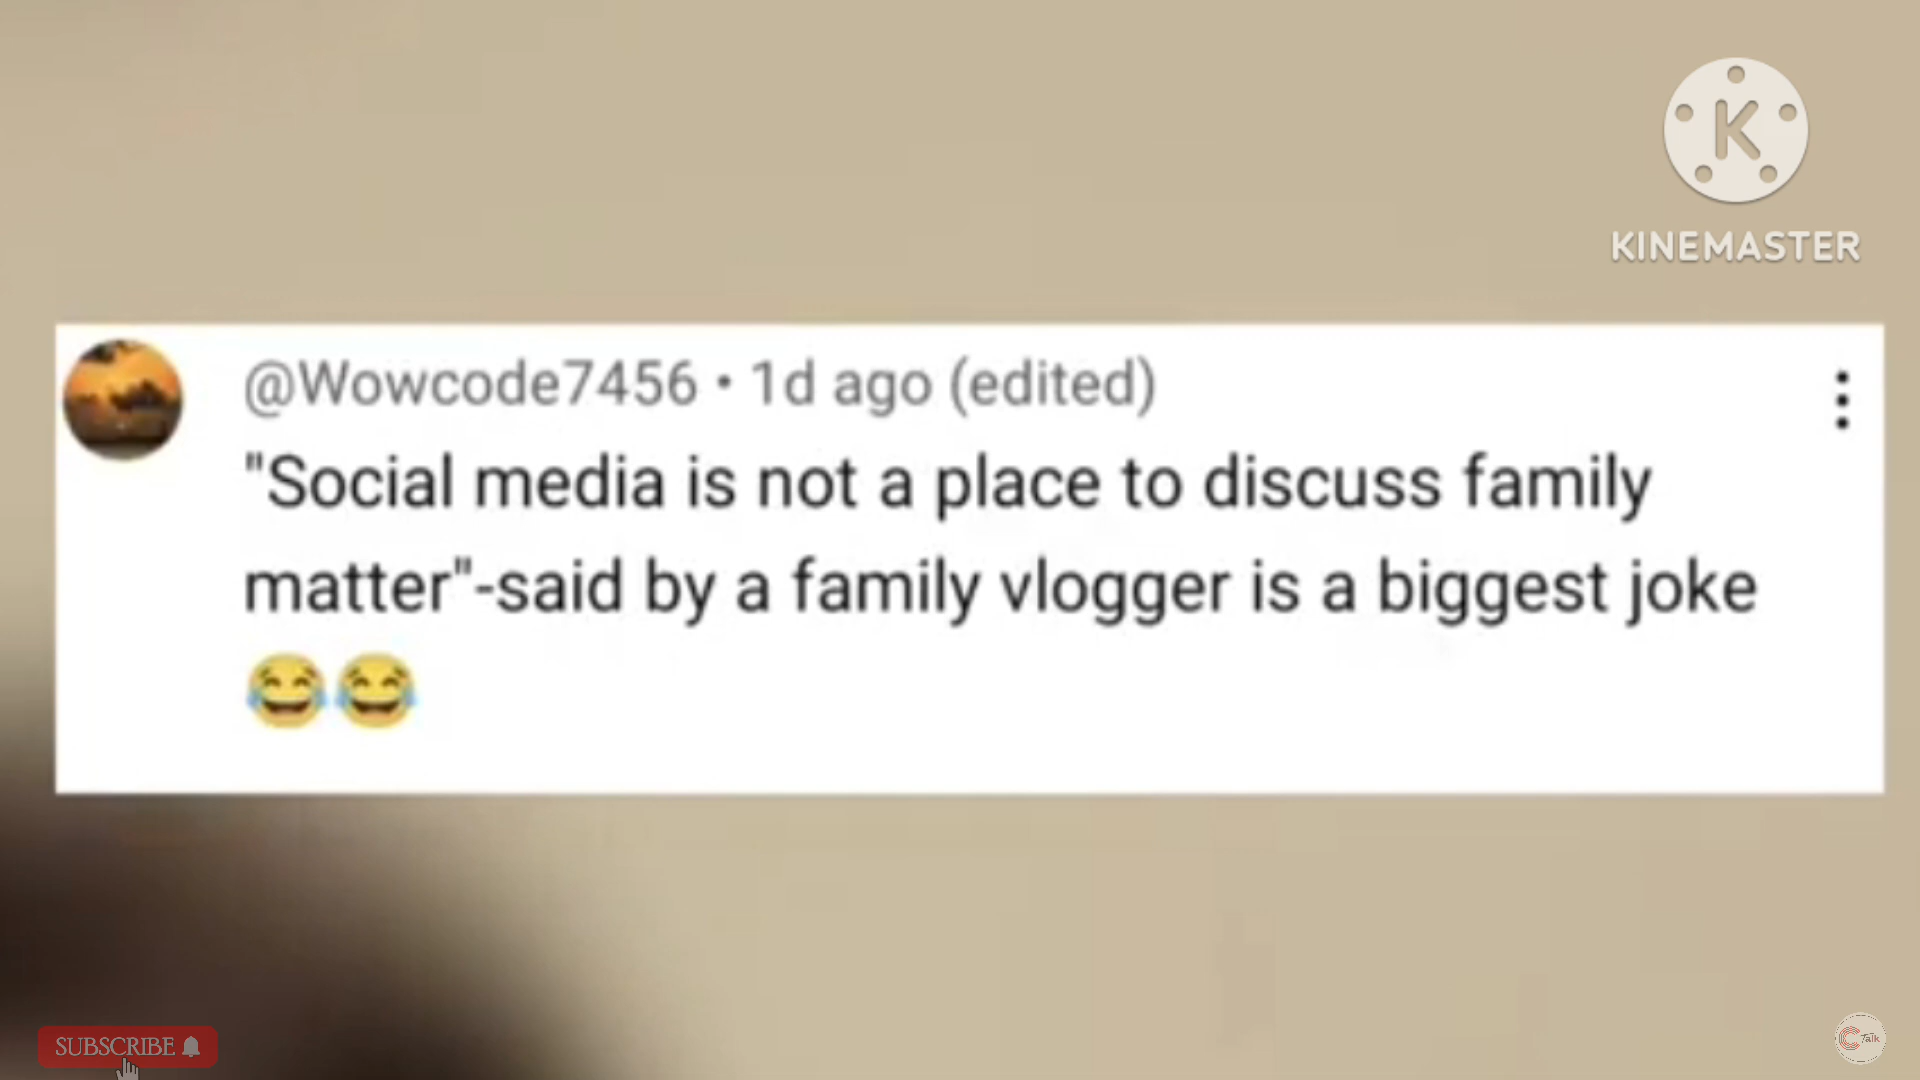 K
KINEMASTER
@Wowcode7456 • 1d ago (edited)
"Social media is not a place to discuss family
matter"-said by a family vlogger is a biggest joke
😂😂
SUBSCRIBE
C Talk